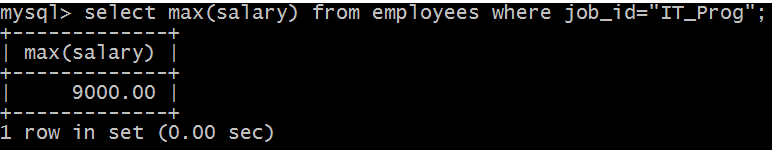 mysql> select max(salary) from employees where job_id="IT_Prog";
+-------------+
| max(salary) |
+-------------+
|     9000.00 |
+-------------+
1 row in set (0.00 sec)